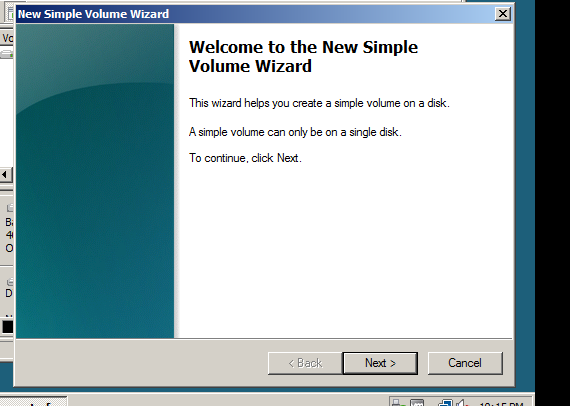 New Simple Volume Wizard
Welcome to the New Simple
Volume Wizard
This wizard helps you create a simple volume on a disk.
A simple volume can only be on a single disk.
To continue, click Next.
< Back
Next >
Cancel